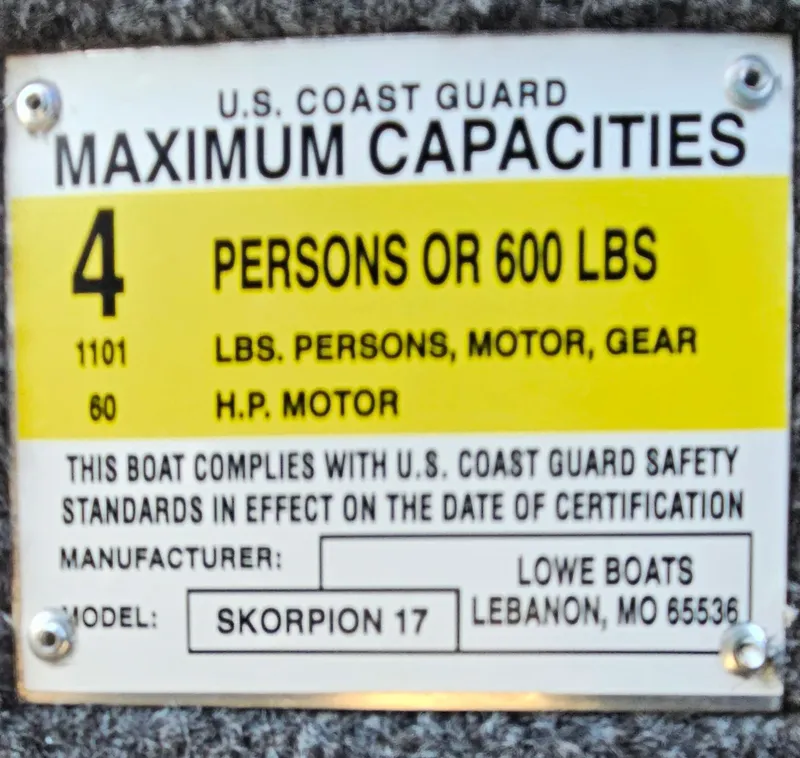 U.S. COAST GUARD
MAXIMUM CAPACITIES
4 PERSONS OR 600 LBS
1101 LBS. PERSONS, MOTOR, GEAR
60 H.P. MOTOR
THIS BOAT COMPLIES WITH U.S. COAST GUARD SAFETY
STANDARDS IN EFFECT ON THE DATE OF CERTIFICATION
MANUFACTURER: LOWE BOATS
LEBANON, MO 65536
MODEL: SKORPION 17